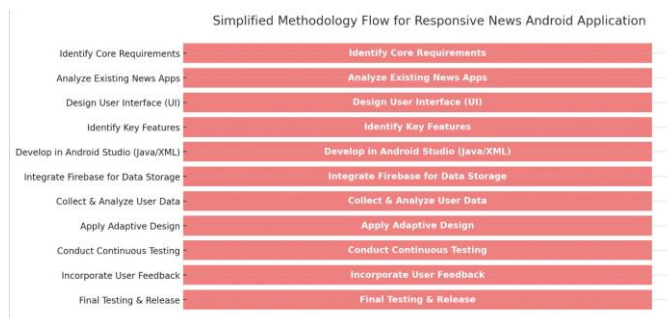 Simplified Methodology Flow for Responsive News Android Application
Identify Core Requirements Identify Core Requirements
Analyze Existing News Apps Analyze Existing News Apps
Design User Interface (UI) Design User Interface (UI)
Identify Key Features Identify Key Features
Develop in Android Studio (Java/XML) Develop in Android Studio (Java/XML)
Integrate Firebase for Data Storage Integrate Firebase for Data Storage
Collect & Analyze User Data Collect & Analyze User Data
Apply Adaptive Design Apply Adaptive Design
Conduct Continuous Testing Conduct Continuous Testing
Incorporate User Feedback Incorporate User Feedback
Final Testing & Release Final Testing & Release